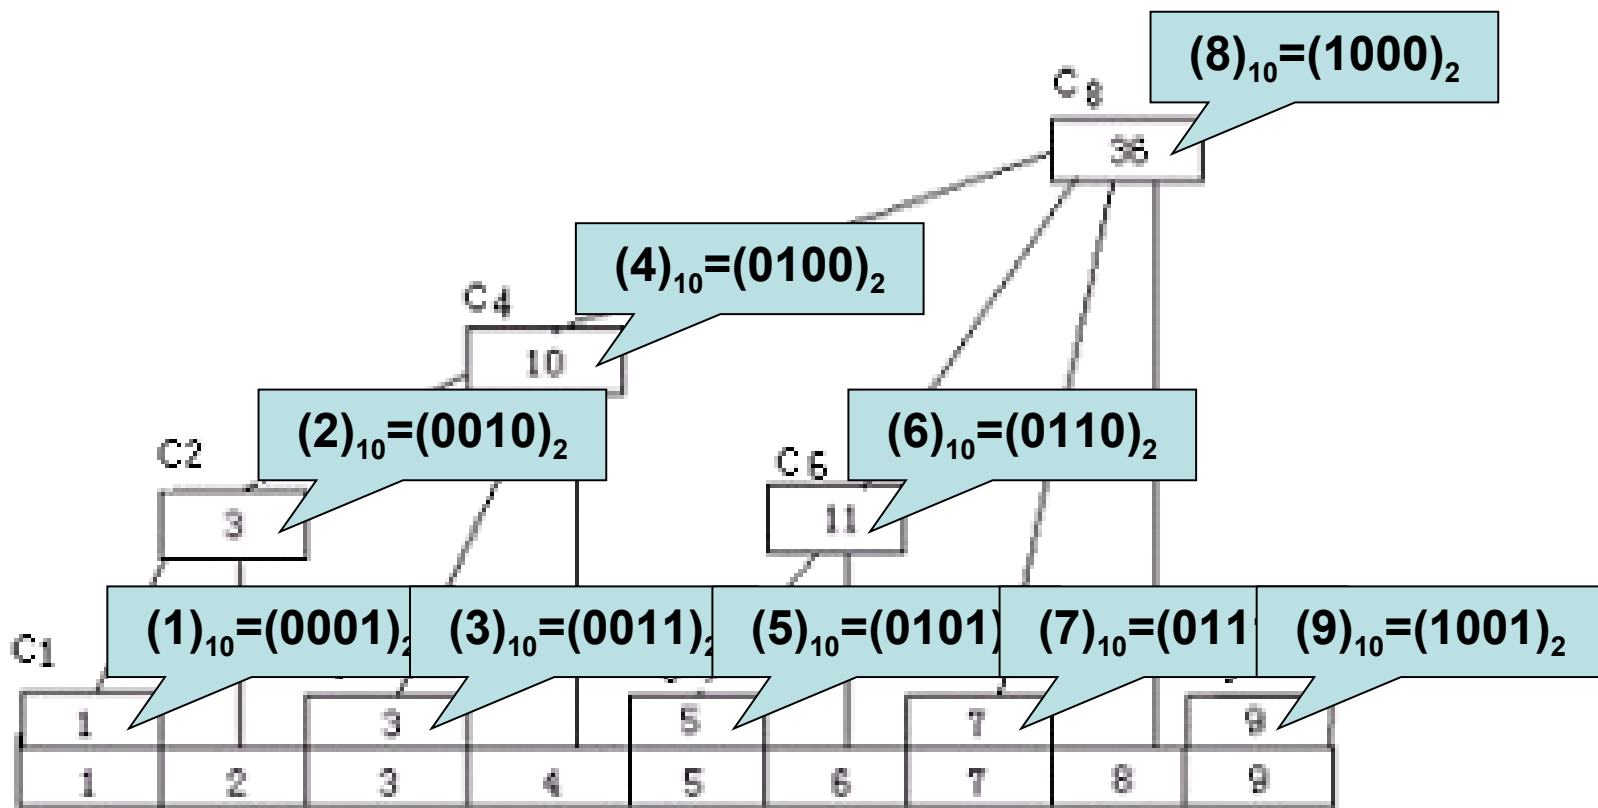 (8)10=(1000)2
C8
36
(4)10=(0100)2
C4
10
(2)10=(0010)2
(6)10=(0110)2
C2
C6
3
11
(1)10=(0001)2
(3)10=(0011)2
(5)10=(0101)
(7)10=(011
(9)10=(1001)2
C1
1 3 5 7 9
1 2 3 4 5 6 7 8 9